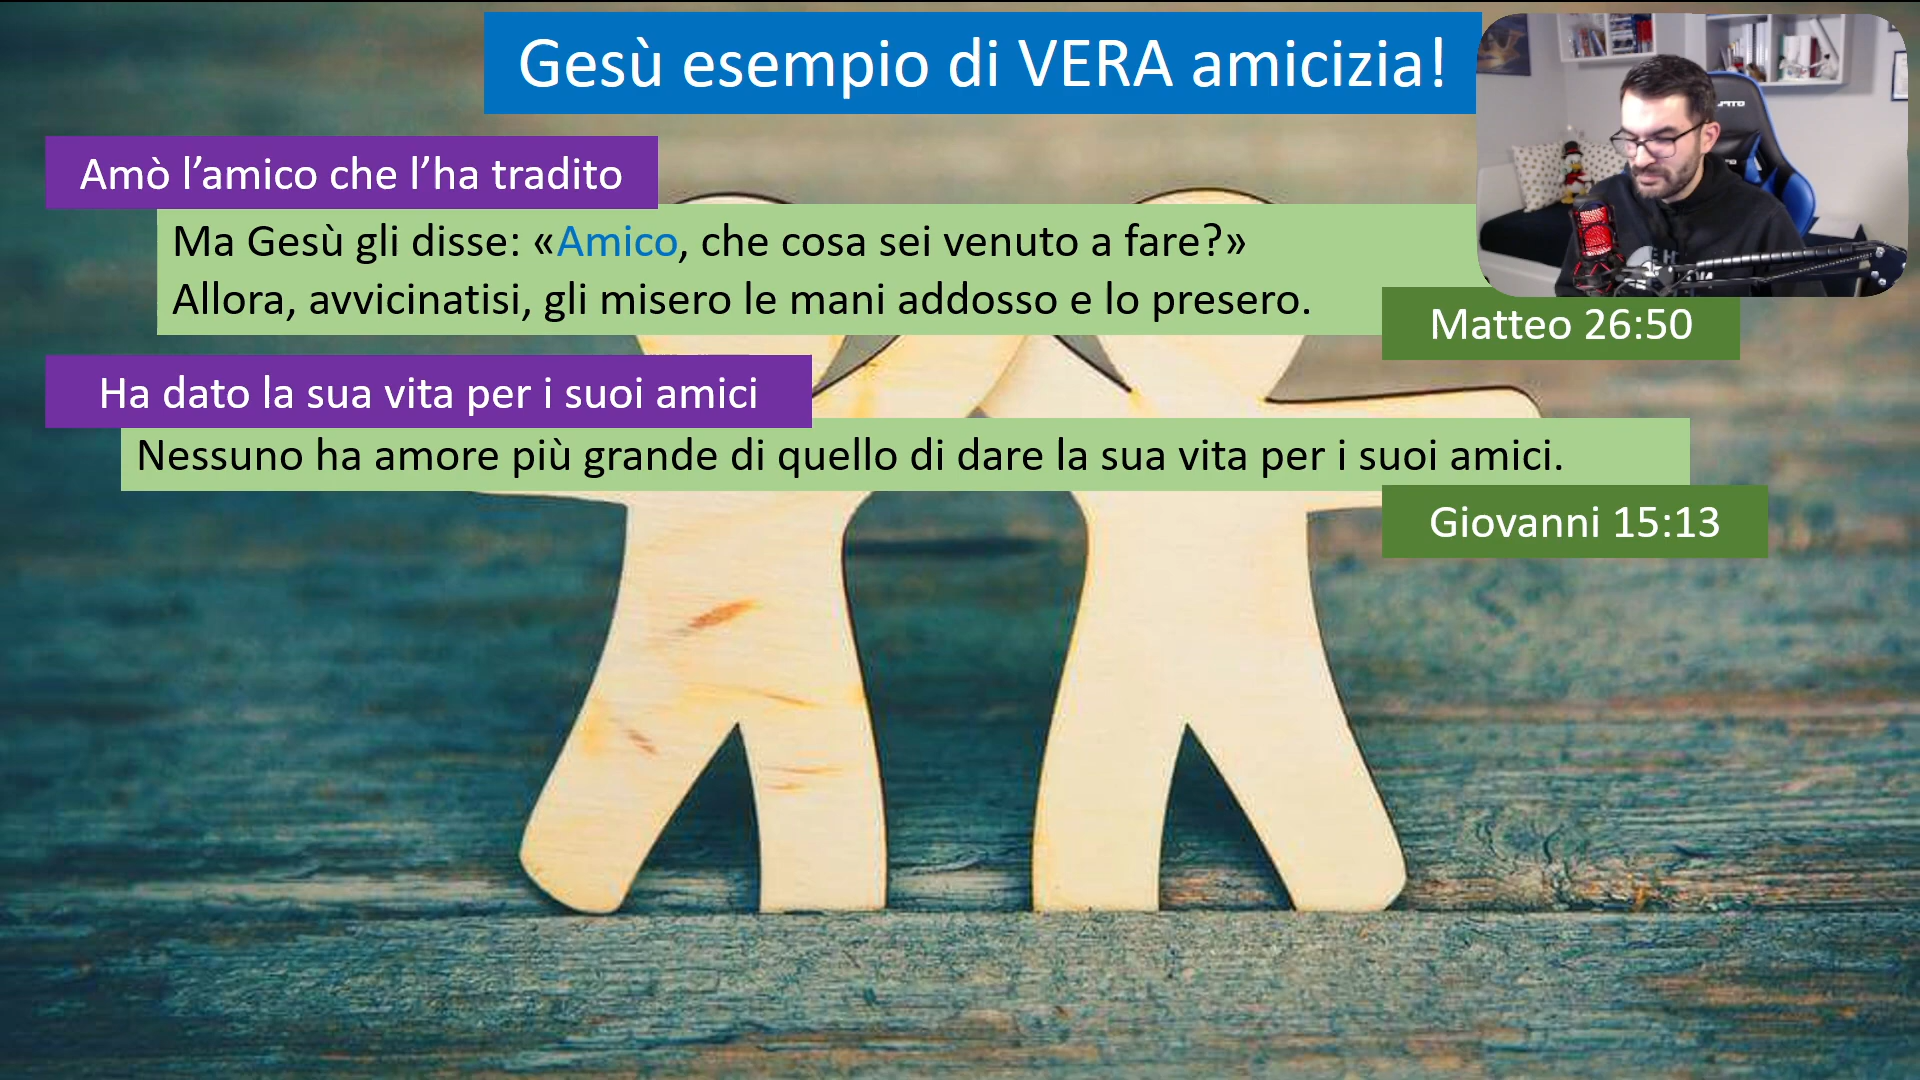 Gesù esempio di VERA amicizia!
Amò l’amico che l’ha tradito
Ma Gesù gli disse: «Amico, che cosa sei venuto a fare?»
Allora, avvicinatisi, gli misero le mani addosso e lo presero.
Matteo 26:50
Ha dato la sua vita per i suoi amici
Nessuno ha amore più grande di quello di dare la sua vita per i suoi amici.
Giovanni 15:13